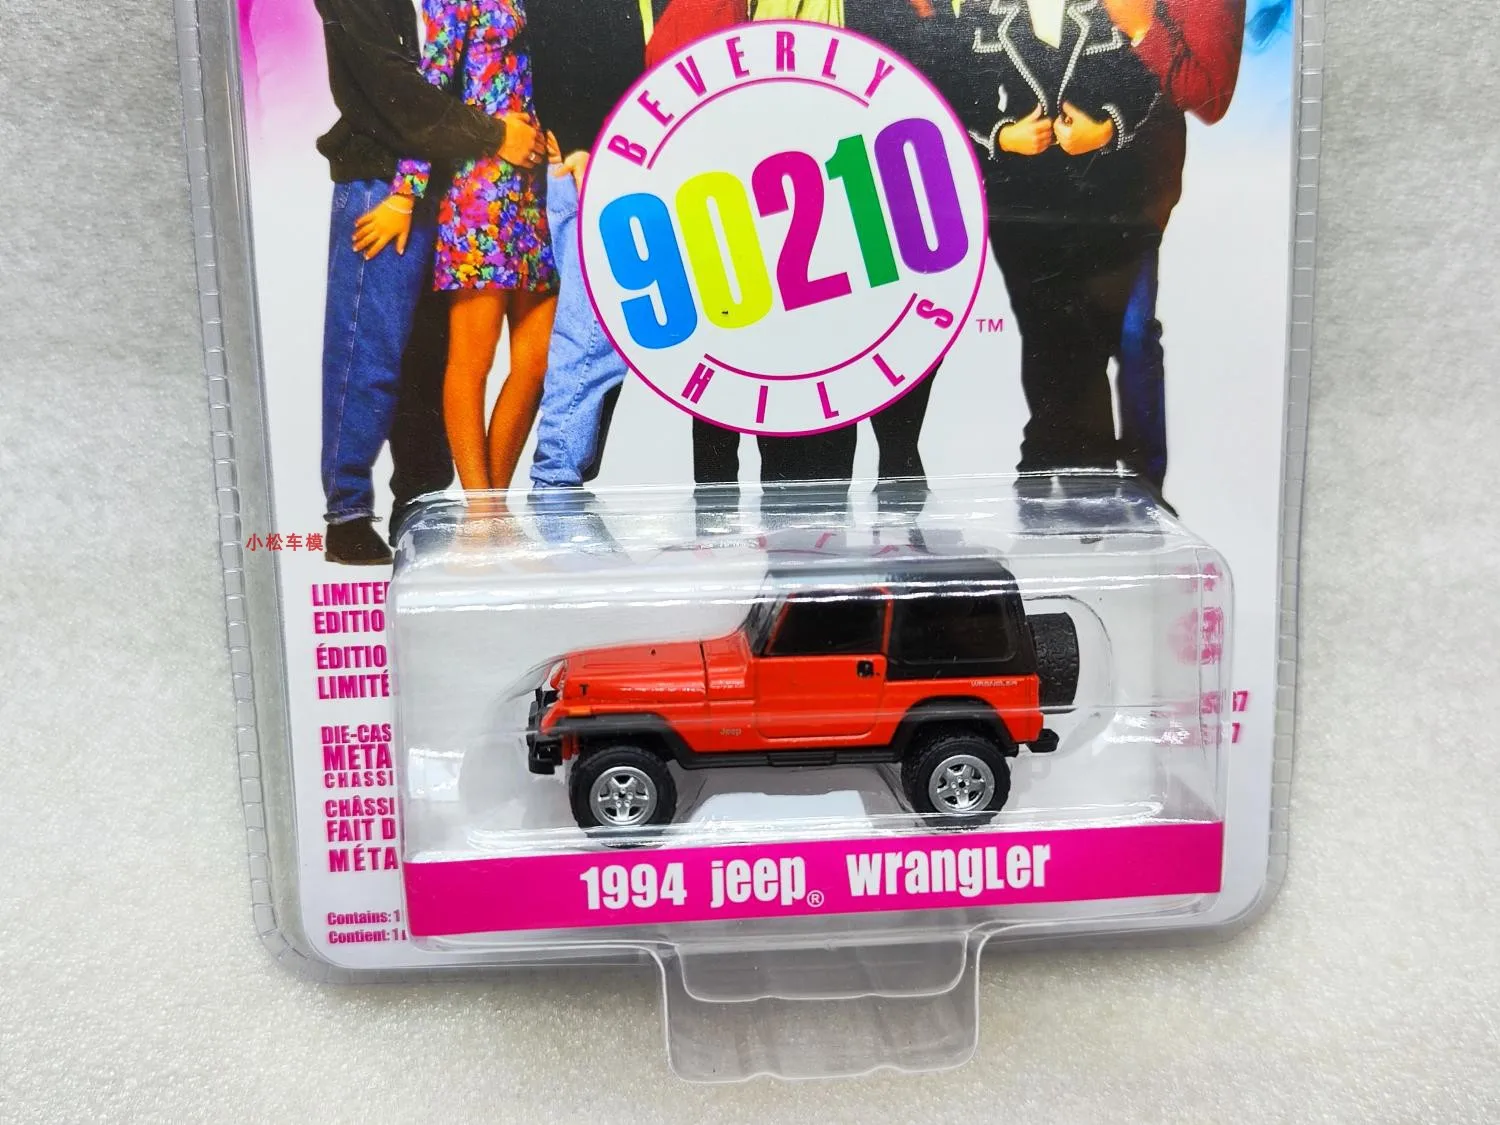 BEVERLY
90210
HILLS
TM
小松车模
LIMITE
EDITIO
ÉDITIO
LIMITÉ
DIE-CAS
META
CHASSI
CHÂSSI
FAIT D
MÉTA
Contains: 1
Contient: 1
WRANGLER
Jeep
1994 jeep® wrangler